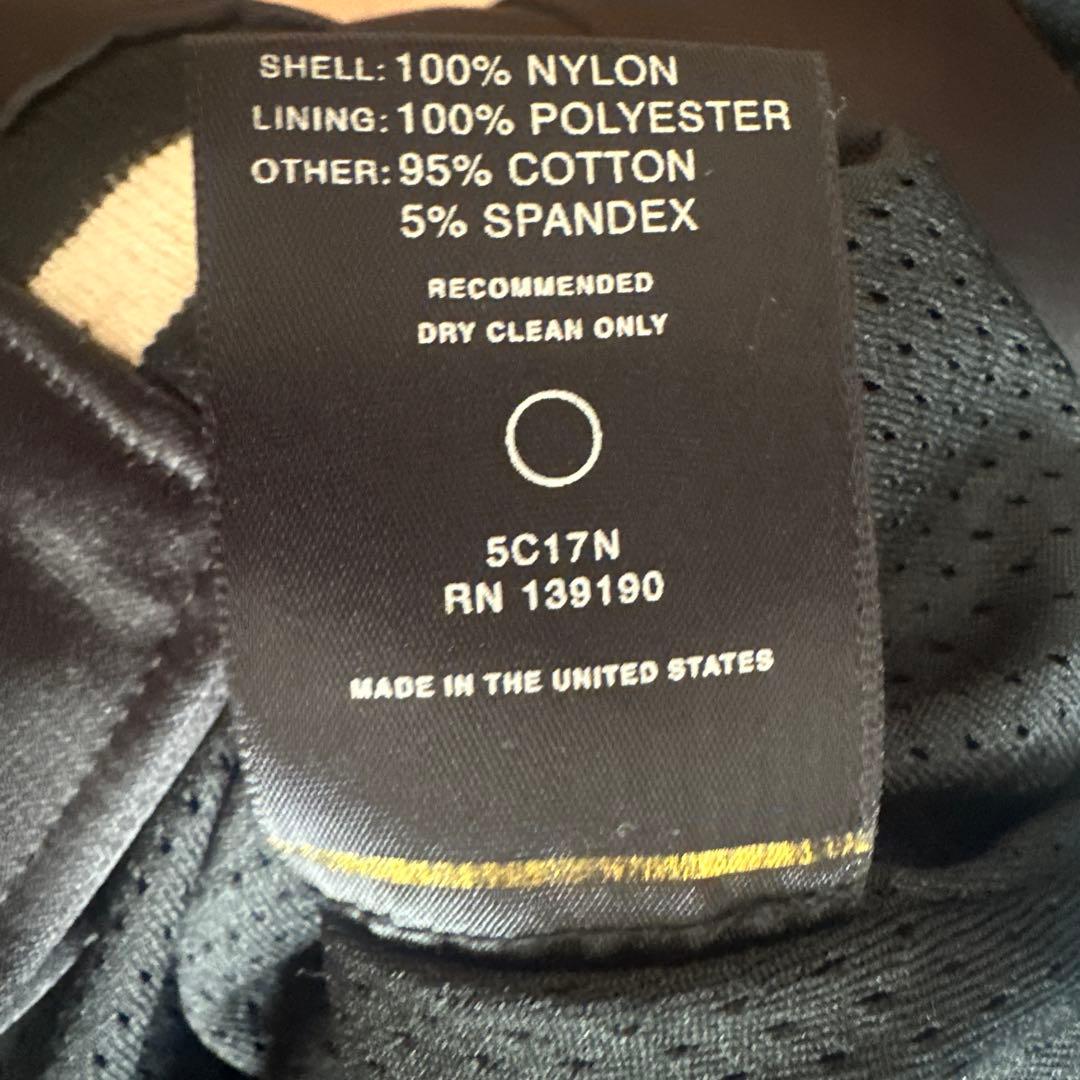 SHELL: 100% NYLON
LINING: 100% POLYESTER
OTHER: 95% COTTON
5% SPANDEX
RECOMMENDED
DRY CLEAN ONLY
5C17N
RN 139190
MADE IN THE UNITED STATES